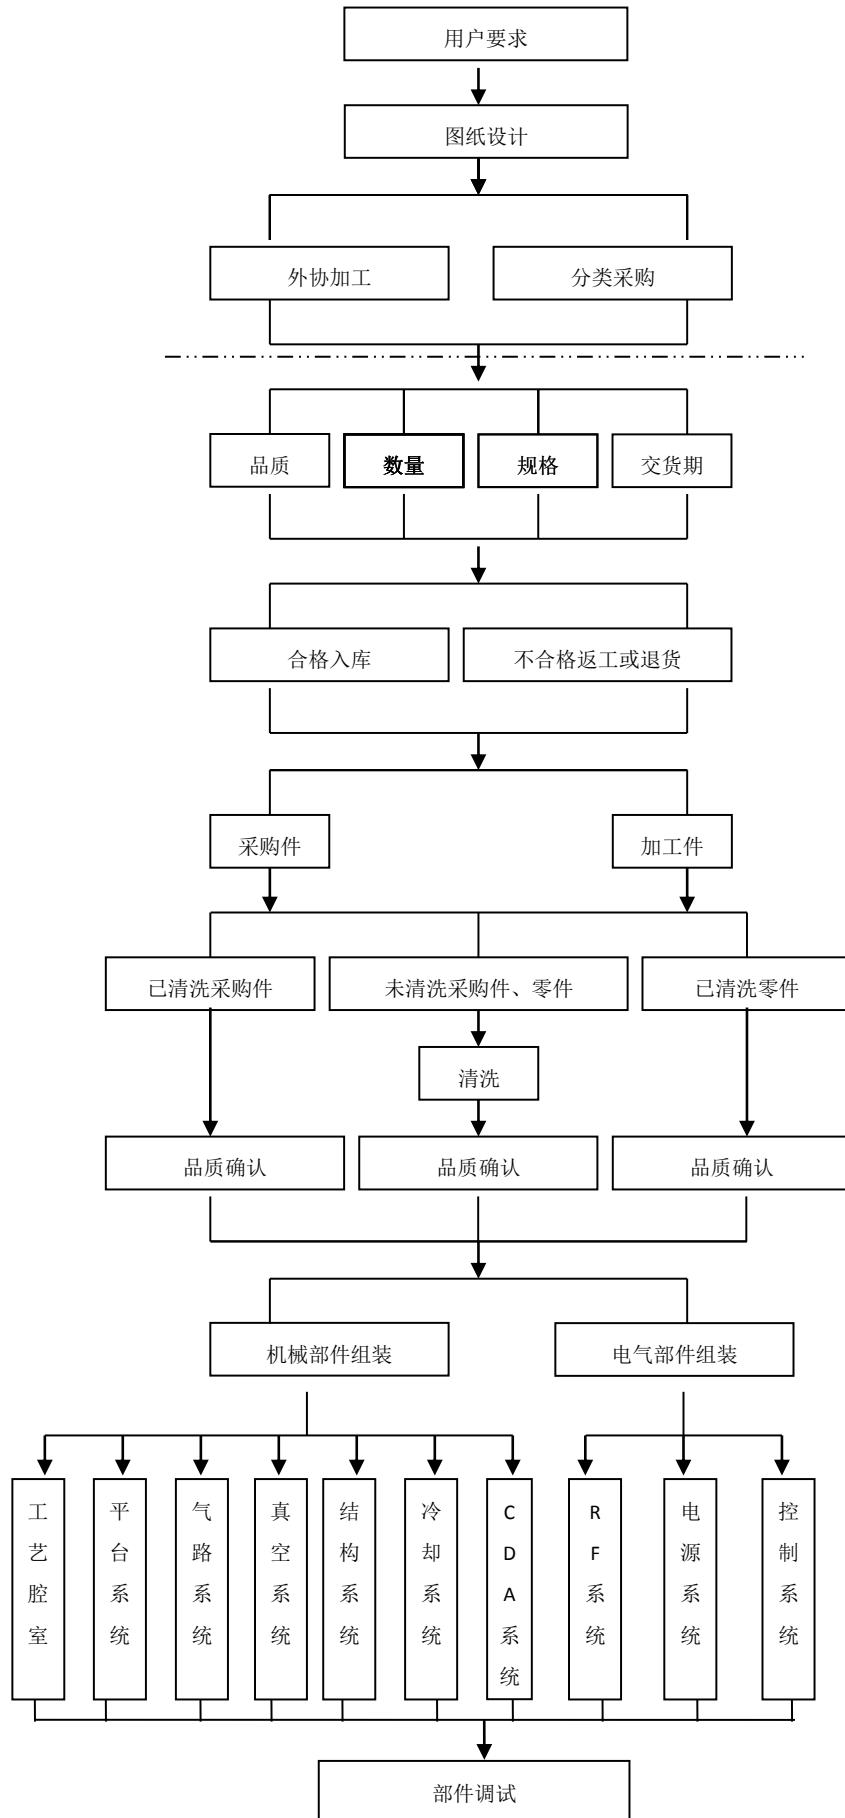 用户要求
图纸设计
外协加工
分类采购
品质
数量
规格
交货期
合格入库
不合格返工或退货
采购件
加工件
已清洗采购件
未清洗采购件、零件
已清洗零件
清洗
品质确认
品质确认
品质确认
机械部件组装
电气部件组装
工艺腔室
平台系统
气路系统
真空系统
结构系统
冷却系统
CDA系统
RF系统
电源系统
控制系统
部件调试